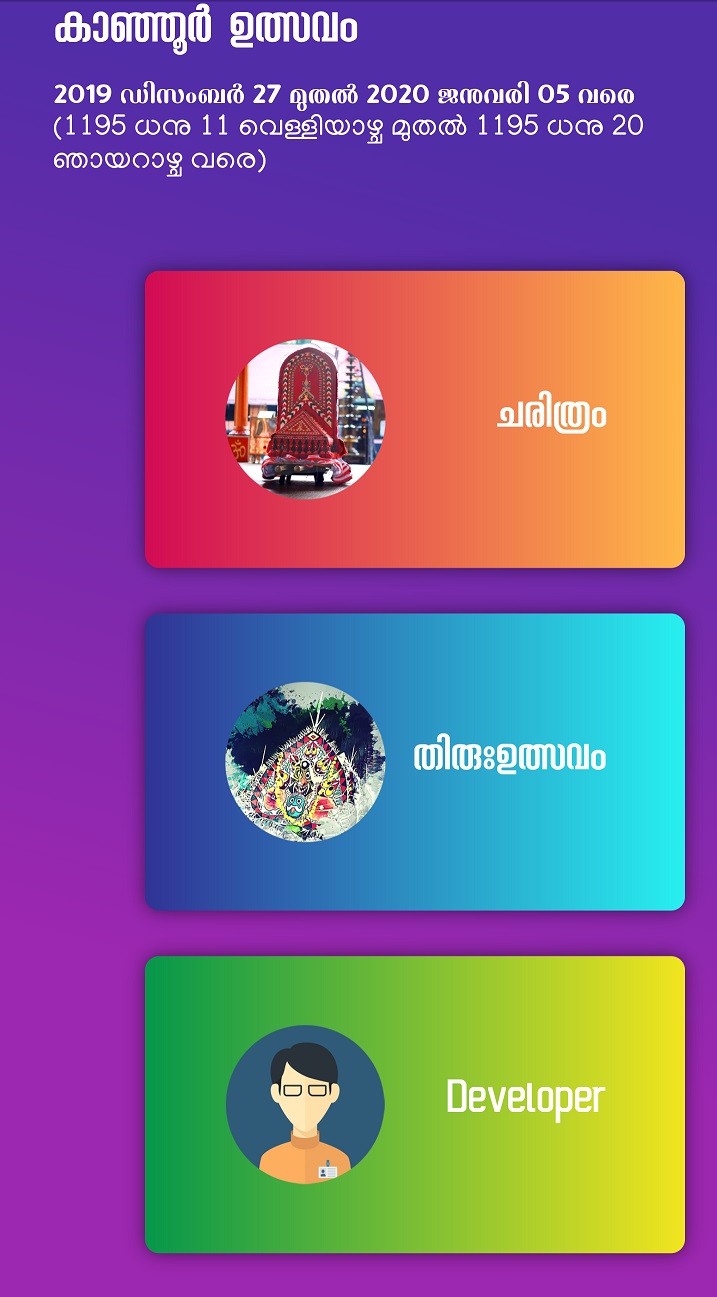 കാഞ്ഞൂർ ഉത്സവം
2019 ഡിസംബർ 27 മുതൽ 2020 ജനുവരി 05 വരെ
(1195 ധനു 11 വെള്ളിയാഴ്ച മുതൽ 1195 ധനു 20
ഞായറാഴ്ച വരെ)
ചരിത്രം
തിരുഃഉത്സവം
Developer